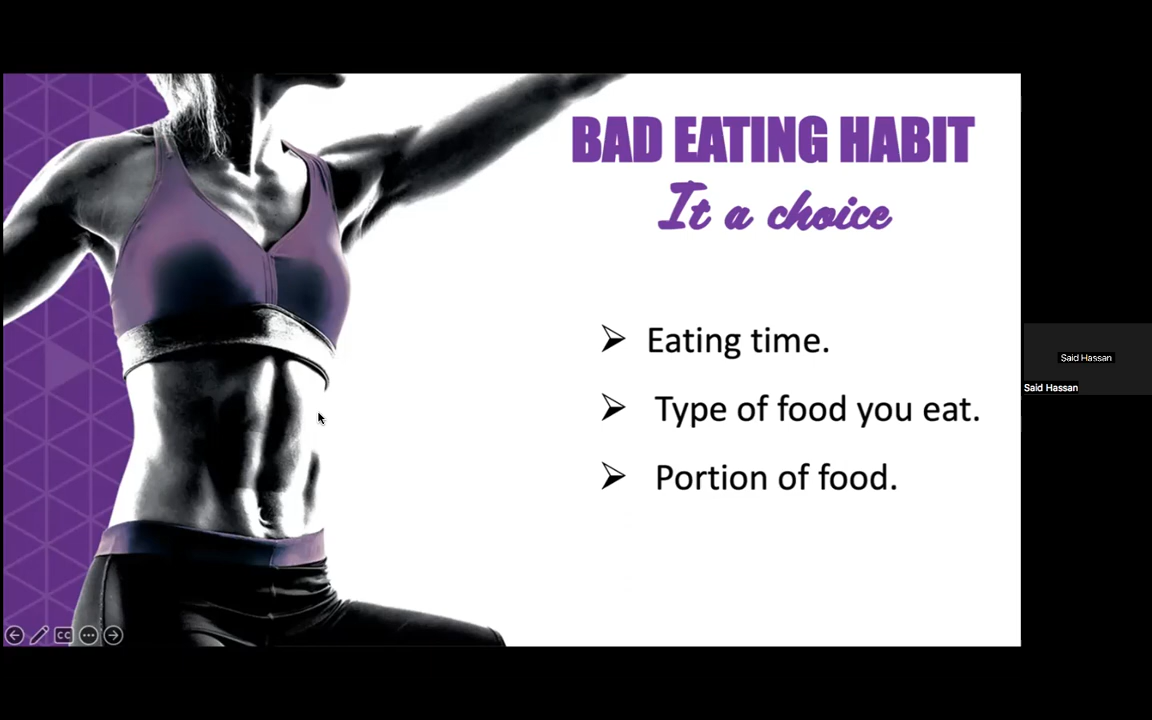 BAD EATING HABIT
It a choice
➢ Eating time.
➢ Type of food you eat.
➢ Portion of food.
Said Hassan
Said Hassan
CC